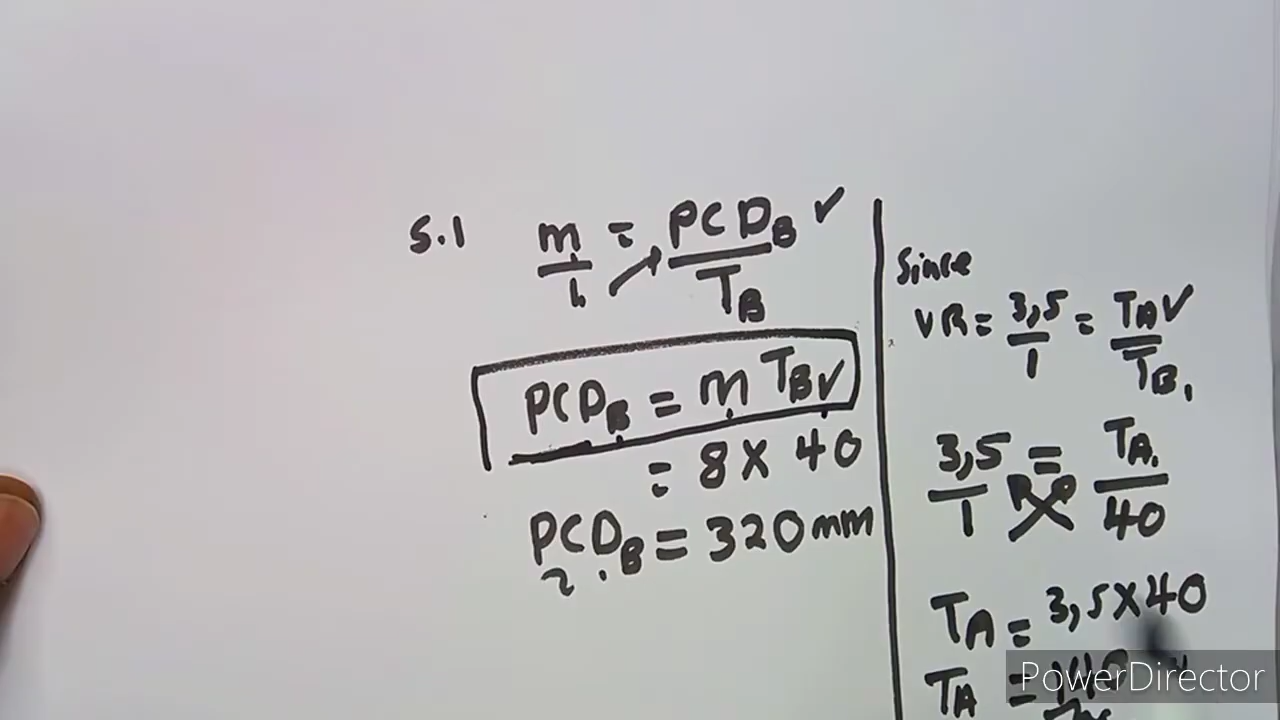 5.1 m/1 = PCD_B/T_B ✓
PCD_B = m T_B ✓
= 8 × 40
PCD_B = 320 mm
Since
VR = 3,5/1 = T_A/T_B ✓
3,5/1 = T_A/40
T_A = 3,5 × 40
T_A = 140
PowerDirector